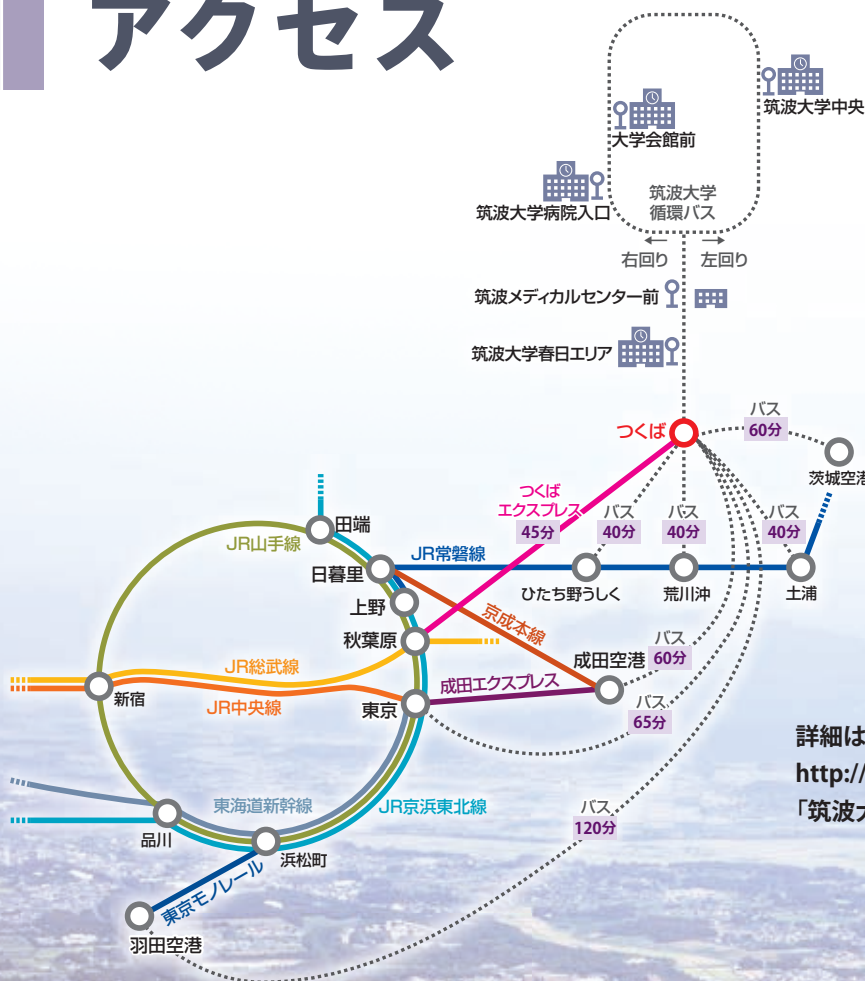 アクセス
筑波大学中央
大学会館前
筑波大学病院入口
筑波大学
循環バス
右回り
左回り
筑波メディカルセンター前
筑波大学春日エリア
つくば
バス
60分
茨城空港
つくば
エクスプレス
45分
バス
40分
バス
40分
バス
40分
田端
JR山手線
日暮里
JR常磐線
ひたち野うしく
荒川沖
土浦
上野
秋葉原
京成本線
成田空港
バス
60分
JR総武線
新宿
JR中央線
東京
成田エクスプレス
バス
65分
詳細は
http://
「筑波大
東海道新幹線
JR京浜東北線
バス
120分
品川
浜松町
東京モノレール
羽田空港